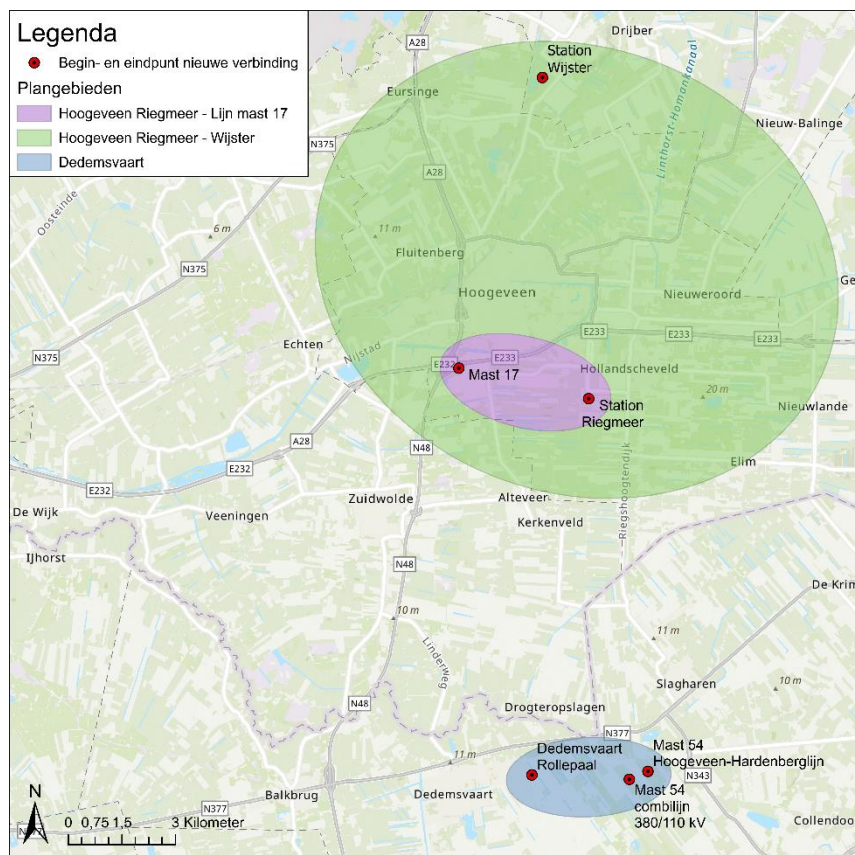 Legenda
Begin- en eindpunt nieuwe verbinding
Plangebieden
Hoogeveen Riegmeer - Lijn mast 17
Hoogeveen Riegmeer - Wijster
Dedemsvaart
Drijber
A28
Station
Wijster
Eursinge
Linthorst-Homankanaal
Nieuw-Balinge
N375
A28
Oosteinde
6 m
11 m
Fluitenberg
N375
Hoogeveen
Nieuweroord
Ge
E233
E233
E233
Echten
Nijstad
N375
E232
Mast 17
Hollandscheveld
20 m
Station
Riegmeer
Nieuwlande
A28
N48
E232
Elim
E232
Zuidwolde
Alteveer
De Wijk
Veeningen
Kerkenveld
Riegshoogtendijk
IJhorst
N48
De Krim
10 m
11 m
Linderweg
Slagharen
10 m
N48
Drogteropslagen
N377
Dedemsvaart
Rollepaal
Mast 54
Hoogeveen-Hardenberglijn
11 m
N343
Mast 54
combilijn
380/110 kV
Balkbrug
Dedemsvaart
N377
Collendoo
N377
N
0 0,75 1,5 3 Kilometer